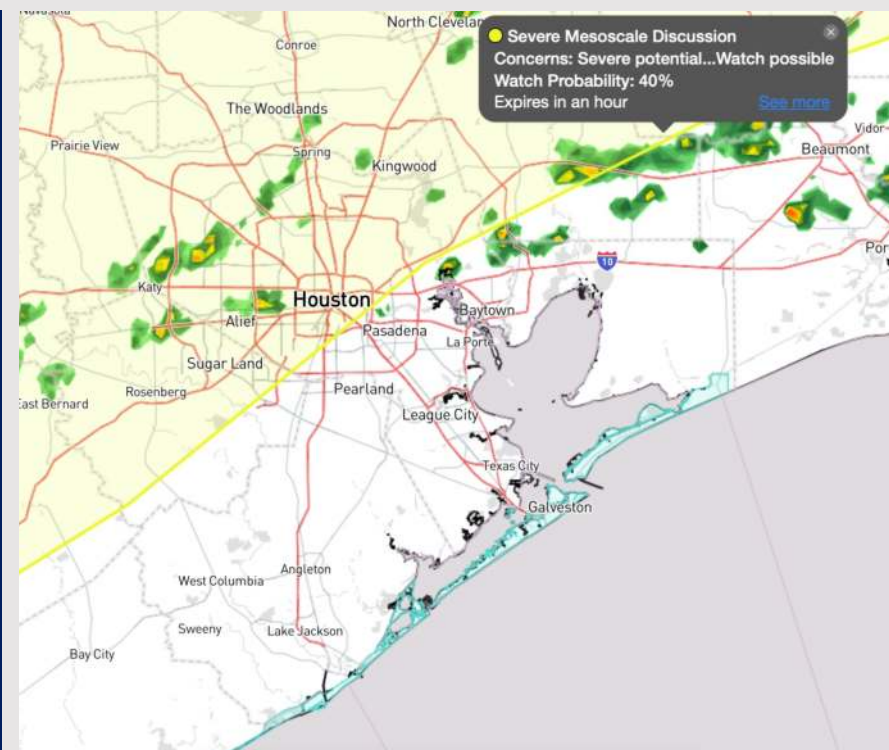 North Cleveland
Conroe
Severe Mesoscale Discussion
Concerns: Severe potential...Watch possible
Watch Probability: 40%
Expires in an hour
See more
The Woodlands
Vidor-
Prairie View
Spring
Kingwood
Beaumont
Por
10
Katy
Houston
Alief
Baytown
Pasadena
La Porte
Sugar Land
Pearland
Rosenberg
East Bernard
League City
Texas City
Galveston
Angleton
West Columbia
Sweeny
Lake Jackson
Bay City